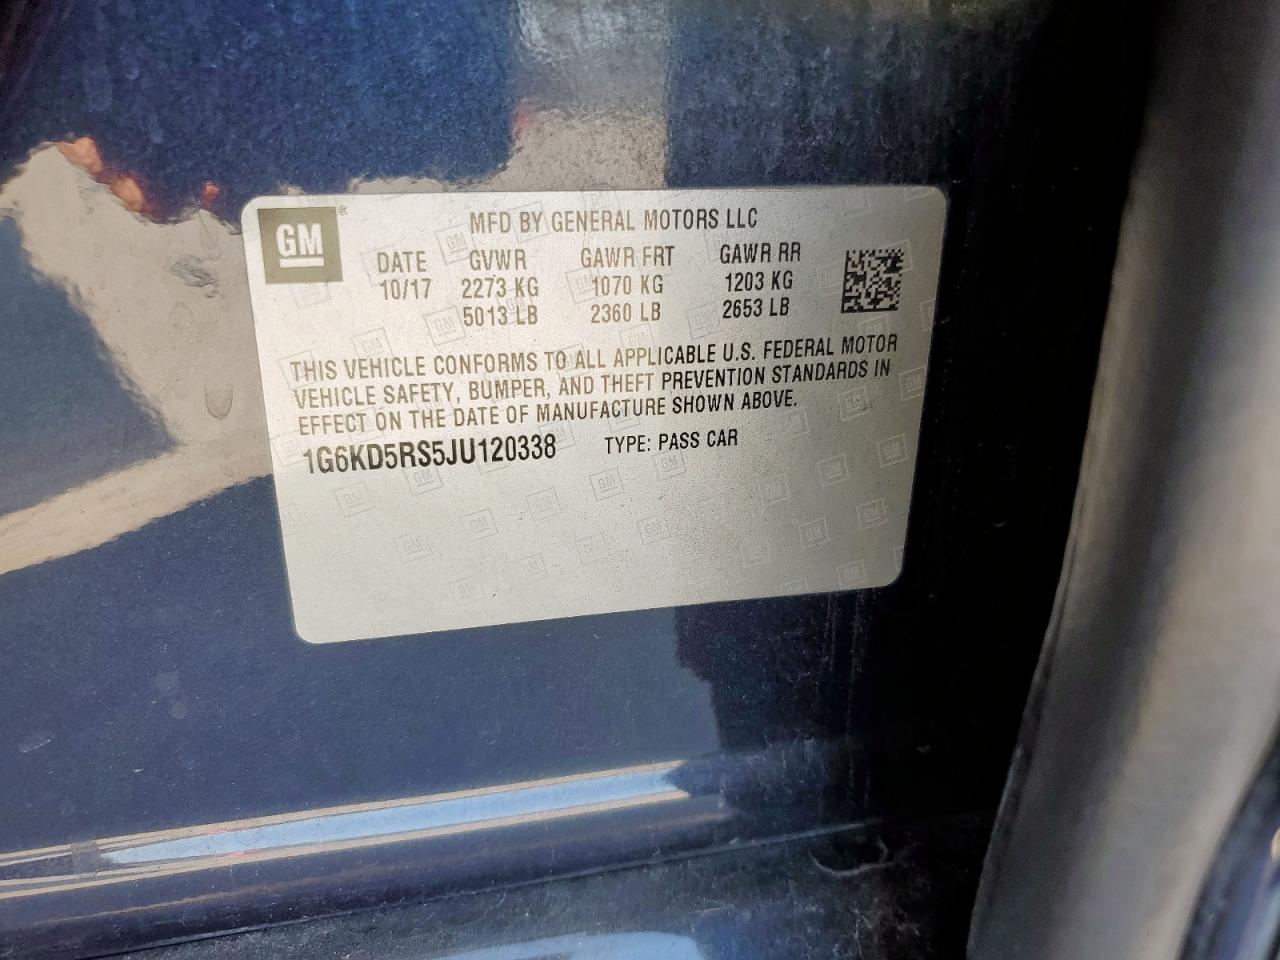 GM ®
MFD BY GENERAL MOTORS LLC
DATE GVWR GAWR FRT GAWR RR
10/17 2273 KG 1070 KG 1203 KG
5013 LB 2360 LB 2653 LB
THIS VEHICLE CONFORMS TO ALL APPLICABLE U.S. FEDERAL MOTOR
VEHICLE SAFETY, BUMPER, AND THEFT PREVENTION STANDARDS IN
EFFECT ON THE DATE OF MANUFACTURE SHOWN ABOVE.
1G6KD5RS5JU120338 TYPE: PASS CAR